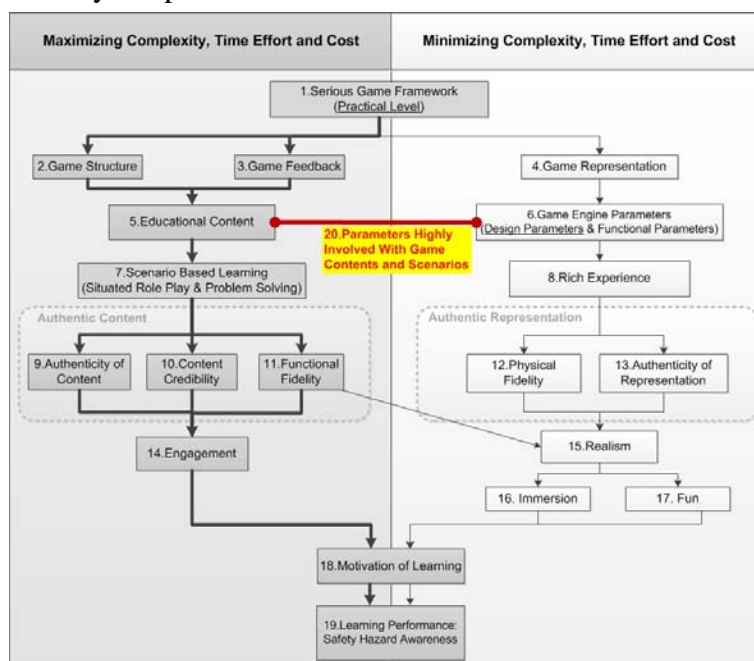 Maximizing Complexity, Time Effort and Cost
Minimizing Complexity, Time Effort and Cost
1.Serious Game Framework
(Practical Level)
2.Game Structure
3.Game Feedback
4.Game Representation
5.Educational Content
6.Game Engine Parameters
(Design Parameters & Functional Parameters)
20.Parameters Highly
Involved With Game
Contents and Scenarios
7.Scenario Based Learning
(Situated Role Play & Problem Solving)
8.Rich Experience
Authentic Content
Authentic Representation
9.Authenticity of
Content
10.Content
Credibility
11.Functional
Fidelity
12.Physical
Fidelity
13.Authenticity of
Representation
14.Engagement
15.Realism
16. Immersion
17. Fun
18.Motivation of Learning
19.Learning Performance:
Safety Hazard Awareness